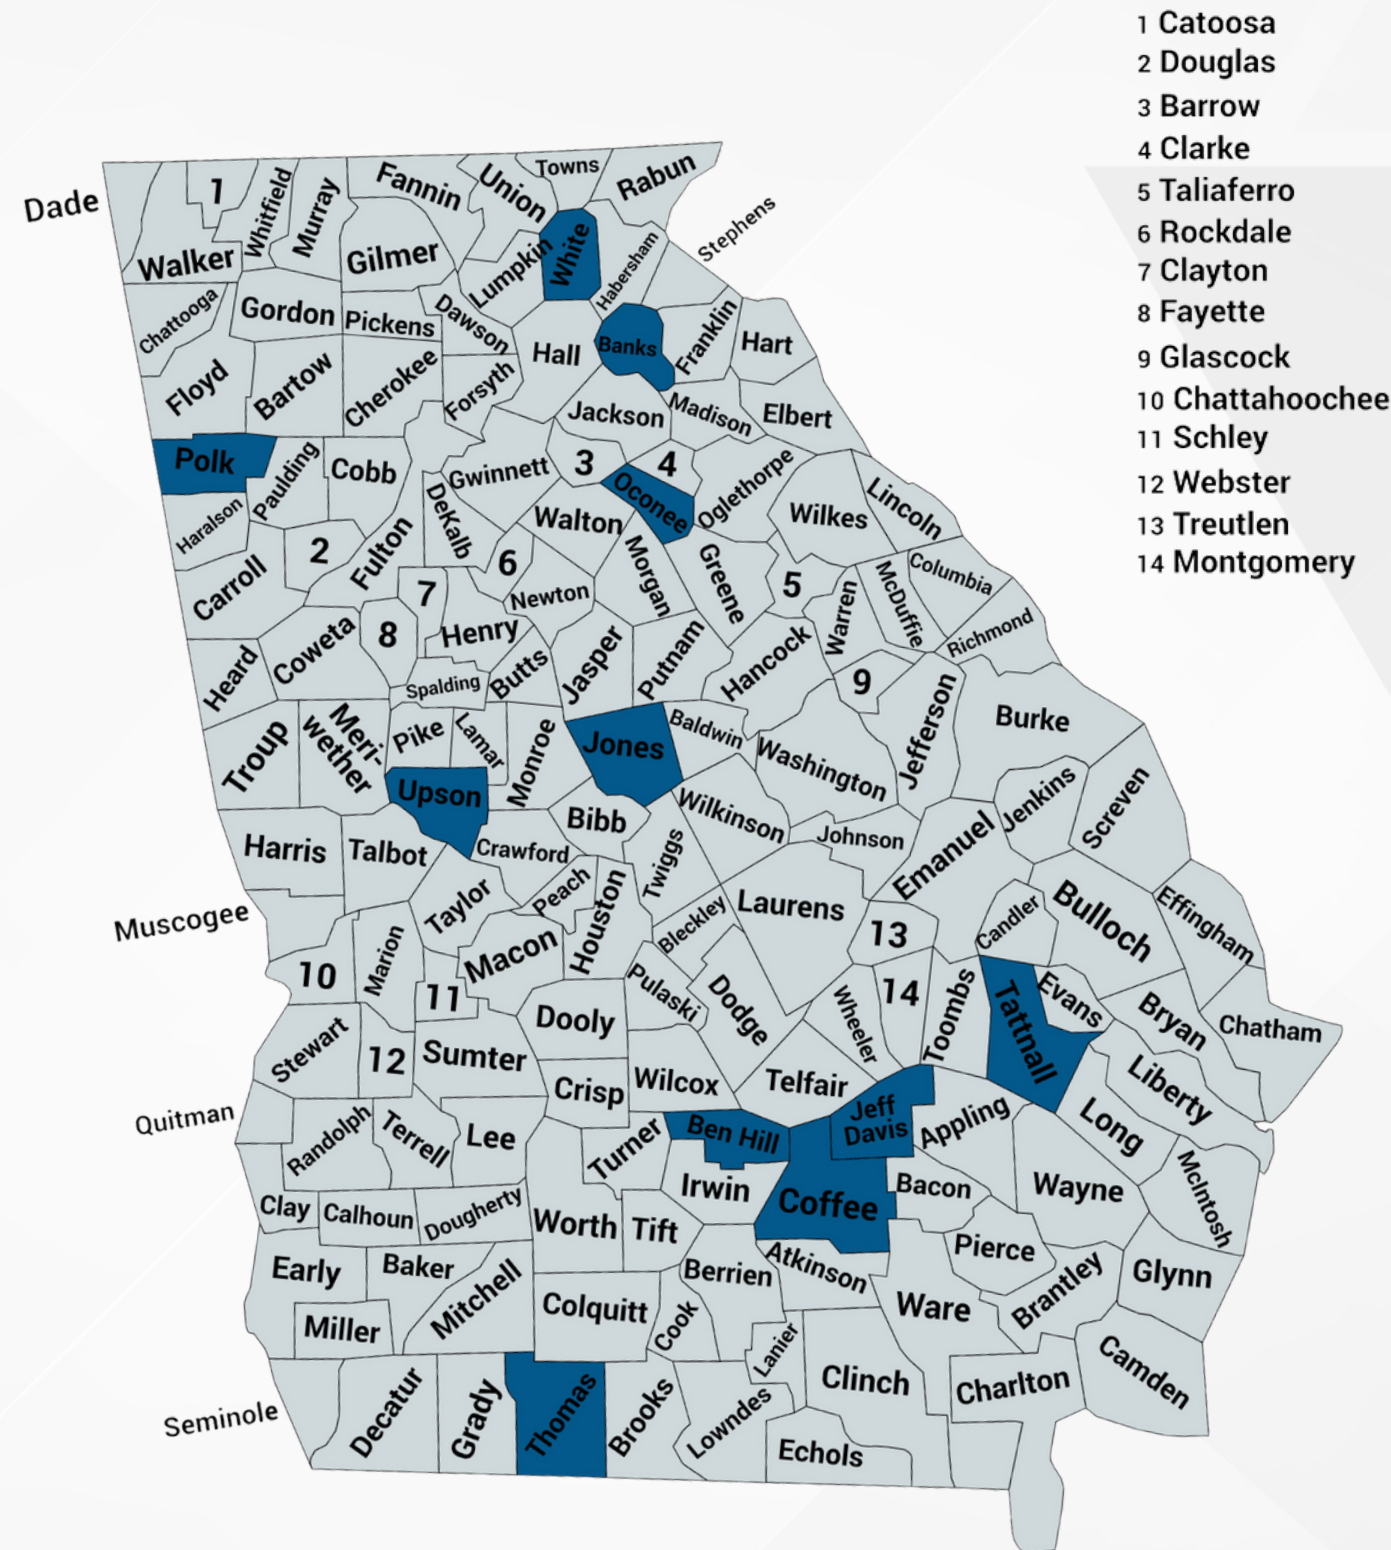 1 Catoosa
2 Douglas
3 Barrow
4 Clarke
5 Taliaferro
6 Rockdale
7 Clayton
8 Fayette
9 Glascock
10 Chattahoochee
11 Schley
12 Webster
13 Treutlen
14 Montgomery
Dade
Walker
1
Whitfield
Murray
Fannin
Gilmer
Union
Towns
Rabun
Lumpkin
White
Habersham
Stephens
Chattooga
Gordon
Pickens
Dawson
Hall
Banks
Franklin
Hart
Floyd
Bartow
Cherokee
Forsyth
Jackson
Madison
Elbert
Polk
Paulding
Cobb
Gwinnett
3
4
Oconee
Oglethorpe
Wilkes
Lincoln
Haralson
2
Fulton
DeKalb
Walton
6
Carroll
7
Newton
Morgan
Greene
5
Warren
McDuffie
Columbia
Richmond
Heard
Coweta
8
Henry
Spalding
Butts
Jasper
Putnam
Hancock
9
Jefferson
Burke
Troup
Meri-
wether
Pike
Lamar
Monroe
Jones
Baldwin
Washington
Upson
Bibb
Wilkinson
Johnson
Emanuel
Jenkins
Screven
Harris
Talbot
Crawford
Twiggs
Muscogee
Taylor
Peach
Houston
Bleckley
Laurens
13
Candler
Bulloch
Effingham
10
Marion
11
Macon
Pulaski
Dodge
Wheeler
14
Toombs
Tattnall
Evans
Bryan
Chatham
Stewart
12
Sumter
Dooly
Crisp
Wilcox
Telfair
Liberty
Quitman
Randolph
Terrell
Lee
Turner
Ben Hill
Jeff
Davis
Appling
Long
Irwin
Coffee
Bacon
Wayne
McIntosh
Clay
Calhoun
Dougherty
Worth
Tift
Early
Baker
Mitchell
Berrien
Atkinson
Pierce
Brantley
Glynn
Miller
Colquitt
Cook
Ware
Lanier
Clinch
Charlton
Camden
Seminole
Decatur
Grady
Thomas
Brooks
Lowndes
Echols